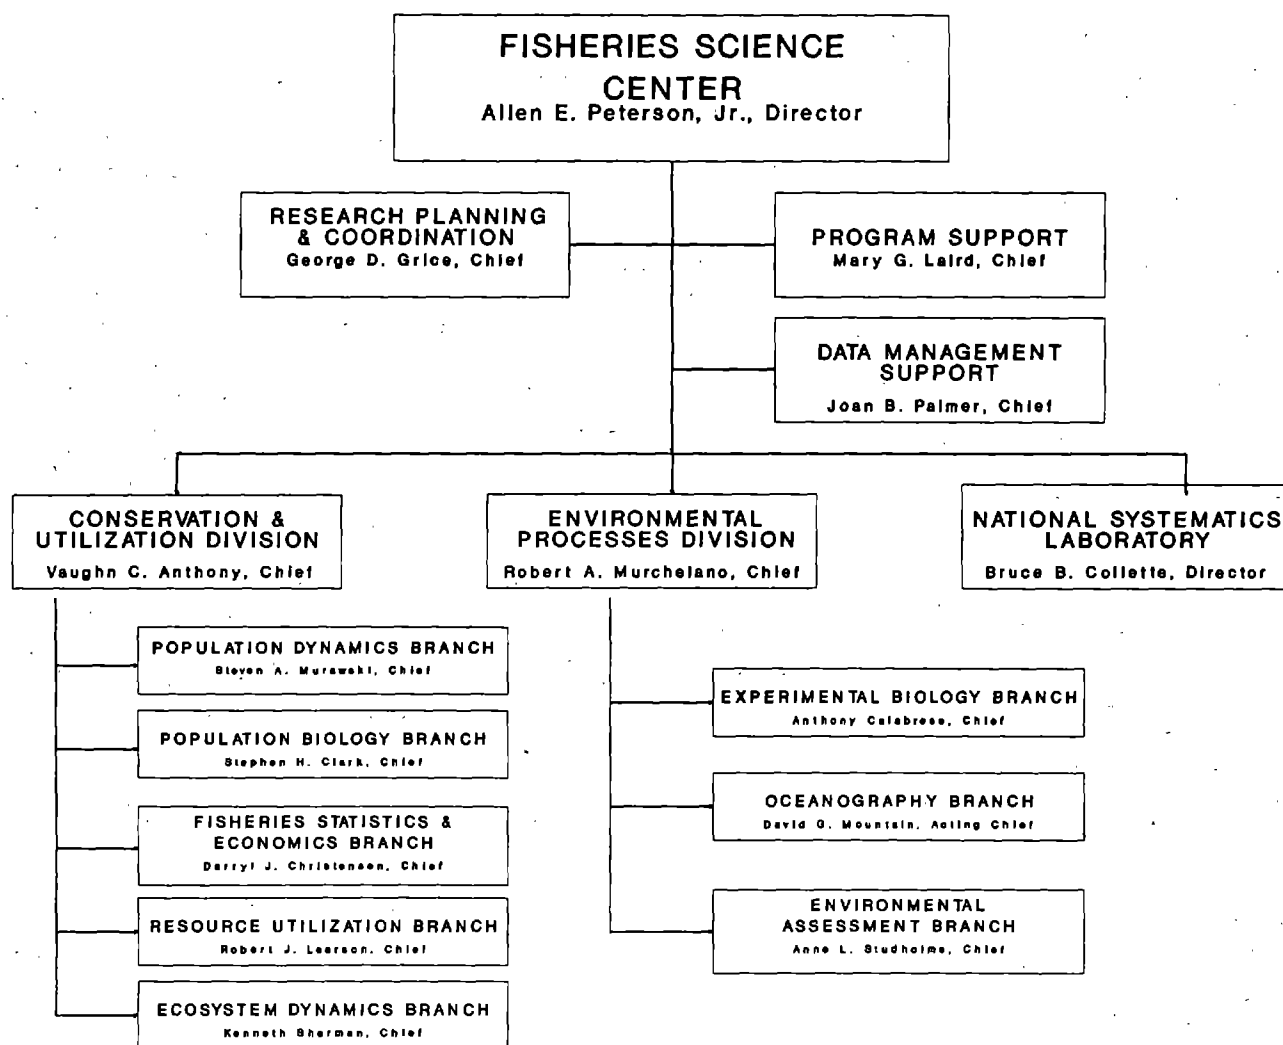 FISHERIES SCIENCE
CENTER
Allen E. Peterson, Jr., Director
RESEARCH PLANNING
& COORDINATION
George D. Grice, Chief
PROGRAM SUPPORT
Mary G. Laird, Chief
DATA MANAGEMENT
SUPPORT
Joan B. Palmer, Chief
CONSERVATION &
UTILIZATION DIVISION
Vaughn C. Anthony, Chief
ENVIRONMENTAL
PROCESSES DIVISION
Robert A. Murchelano, Chief
NATIONAL SYSTEMATICS
LABORATORY
Bruce B. Collette, Director
POPULATION DYNAMICS BRANCH
Steven A. Murawski, Chief
POPULATION BIOLOGY BRANCH
Stephen H. Clark, Chief
FISHERIES STATISTICS &
ECONOMICS BRANCH
Darryl J. Christensen, Chief
RESOURCE UTILIZATION BRANCH
Robert J. Learson, Chief
ECOSYSTEM DYNAMICS BRANCH
Kenneth Sherman, Chief
EXPERIMENTAL BIOLOGY BRANCH
Anthony Calabrese, Chief
OCEANOGRAPHY BRANCH
David G. Mountain, Acting Chief
ENVIRONMENTAL
ASSESSMENT BRANCH
Anne L. Studholme, Chief